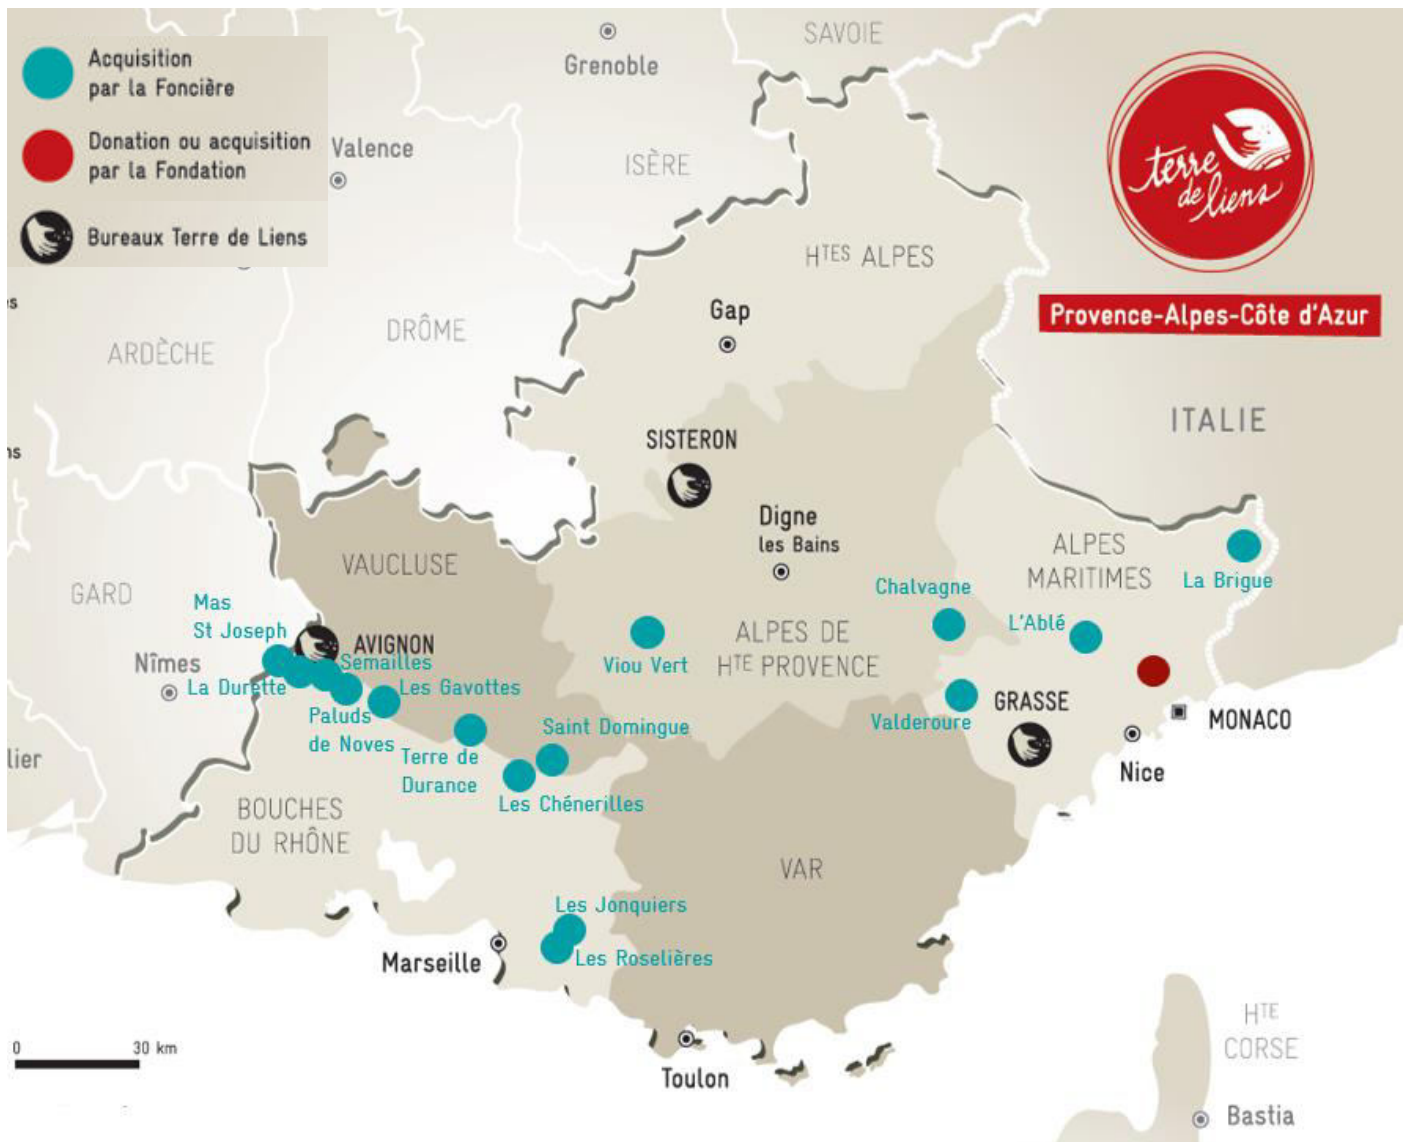 Acquisition
par la Foncière
Donation ou acquisition
par la Fondation
Bureaux Terre de Liens
Grenoble
SAVOIE
Valence
ISÈRE
terre
de liens
HTES ALPES
Provence-Alpes-Côte d'Azur
Gap
DRÔME
ARDÈCHE
ITALIE
SISTERON
Digne
les Bains
VAUCLUSE
ALPES
MARITIMES
La Brigue
GARD
Chalvagne
Mas
St Joseph
L'Ablé
AVIGNON
ALPES DE
HTE PROVENCE
Nîmes
Semailles
Viou Vert
La Durette
Les Gavottes
GRASSE
Valderoure
MONACO
Paluds
de Noves
Saint Domingue
Terre de
Durance
Nice
lier
Les Chénerilles
BOUCHES
DU RHÔNE
VAR
Les Jonquiers
Les Roselières
Marseille
HTE
CORSE
0 30 km
Toulon
Bastia